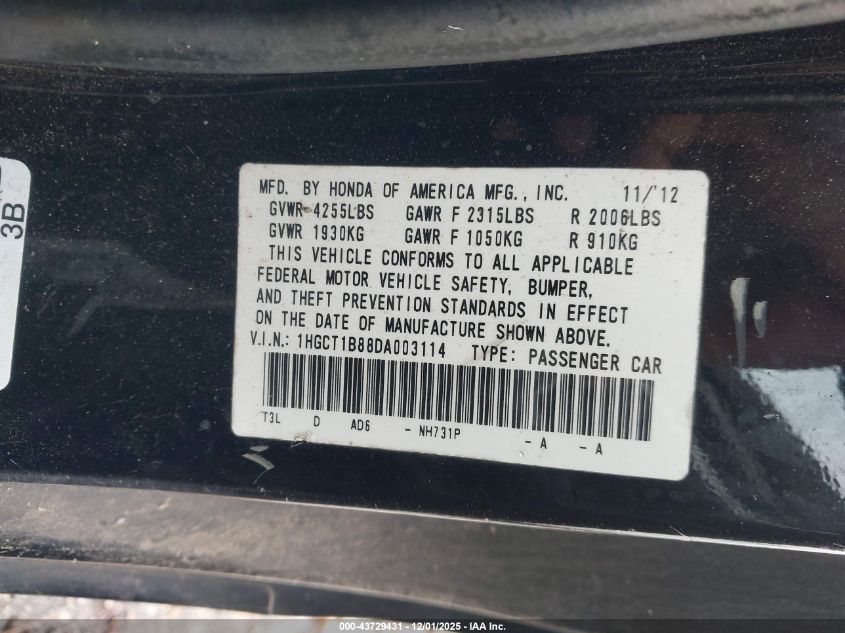 3B
MFD. BY HONDA OF AMERICA MFG., INC. 11/'12
GVWR 4255LBS GAWR F 2315LBS R 2006LBS
GVWR 1930KG GAWR F 1050KG R 910KG
THIS VEHICLE CONFORMS TO ALL APPLICABLE
FEDERAL MOTOR VEHICLE SAFETY, BUMPER,
AND THEFT PREVENTION STANDARDS IN EFFECT
ON THE DATE OF MANUFACTURE SHOWN ABOVE.
V.I.N.: 1HGCT1B88DA003114 TYPE: PASSENGER CAR
T3L D AD6 - NH731P - A - A
000-43729431 - 12/01/2025 - IAA Inc.